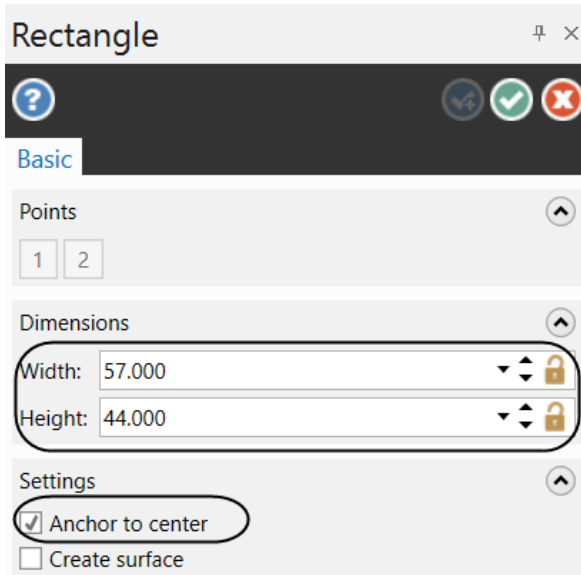 Rectangle
?
Basic
Points
1 2
Dimensions
Width: 57.000
Height: 44.000
Settings
Anchor to center
Create surface